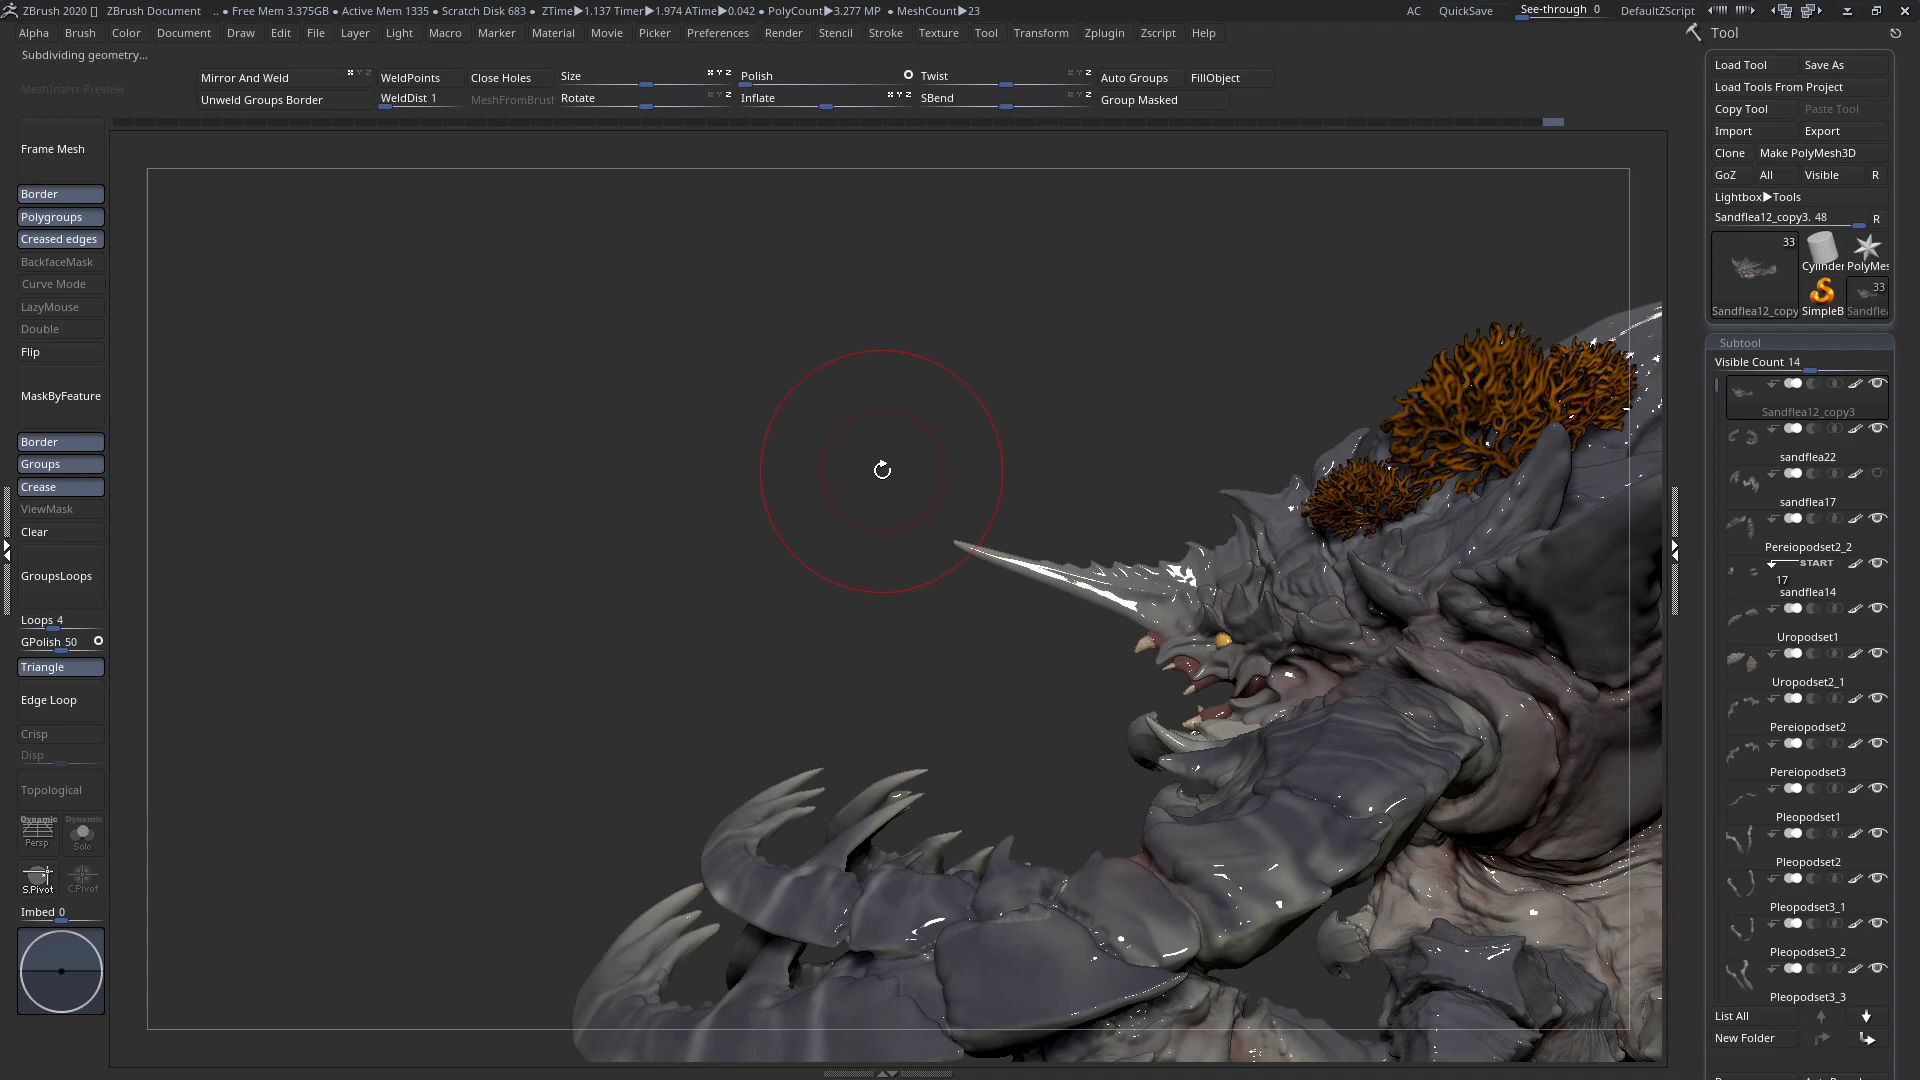 ZBrush 2020 [] ZBrush Document .. ● Free Mem 3.375GB ● Active Mem 1335 ● Scratch Disk 683 ● ZTime▶1.137 Timer▶1.974 ATime▶0.042 ● PolyCount▶3.277 MP ● MeshCount▶23 AC QuickSave See-through 0 DefaultZScript
Alpha Brush Color Document Draw Edit File Layer Light Macro Marker Material Movie Picker Preferences Render Stencil Stroke Texture Tool Transform Zplugin Zscript Help
Subdividing geometry...
MeshInsert Preview
Mirror And Weld WeldPoints Close Holes Size Polish Twist Auto Groups FillObject
Unweld Groups Border WeldDist 1 MeshFromBrush Rotate Inflate SBend Group Masked
Frame Mesh
Border
Polygroups
Creased edges
BackfaceMask
Curve Mode
LazyMouse
Double
Flip
MaskByFeature
Border
Groups
Crease
ViewMask
Clear
GroupsLoops
Loops 4
GPolish 50
Triangle
Edge Loop
Crisp
Disp
Topological
Dynamic Dynamic
Persp Solo
S.Pivot C.Pivot
Imbed 0
Tool
Load Tool Save As
Load Tools From Project
Copy Tool Paste Tool
Import Export
Clone Make PolyMesh3D
GoZ All Visible R
Lightbox▶Tools
Sandflea12_copy3. 48 R
33
Cylinder PolyMes
33
Sandflea12_copy SimpleB Sandflea
Subtool
Visible Count 14
Sandflea12_copy3
sandflea22
sandflea17
Pereiopodset2_2
START
17
sandflea14
Uropodset1
Uropodset2_1
Pereiopodset2
Pereiopodset3
Pleopodset1
Pleopodset2
Pleopodset3_1
Pleopodset3_2
Pleopodset3_3
List All
New Folder